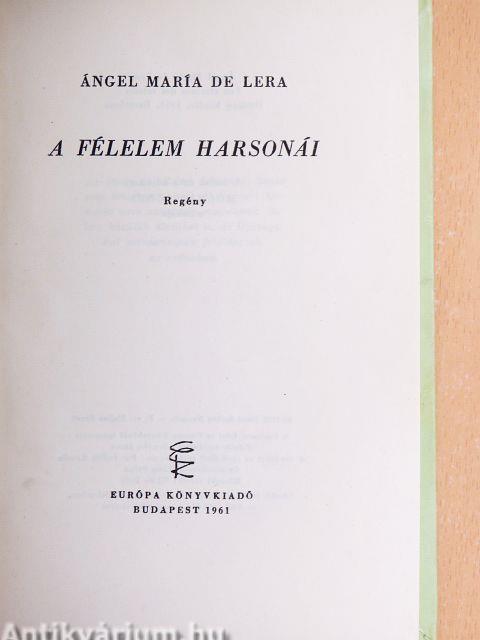 ÁNGEL MARÍA DE LERA
A FÉLELEM HARSONÁI
Regény
EURÓPA KÖNYVKIADÓ
BUDAPEST 1961
Antikvárium.hu